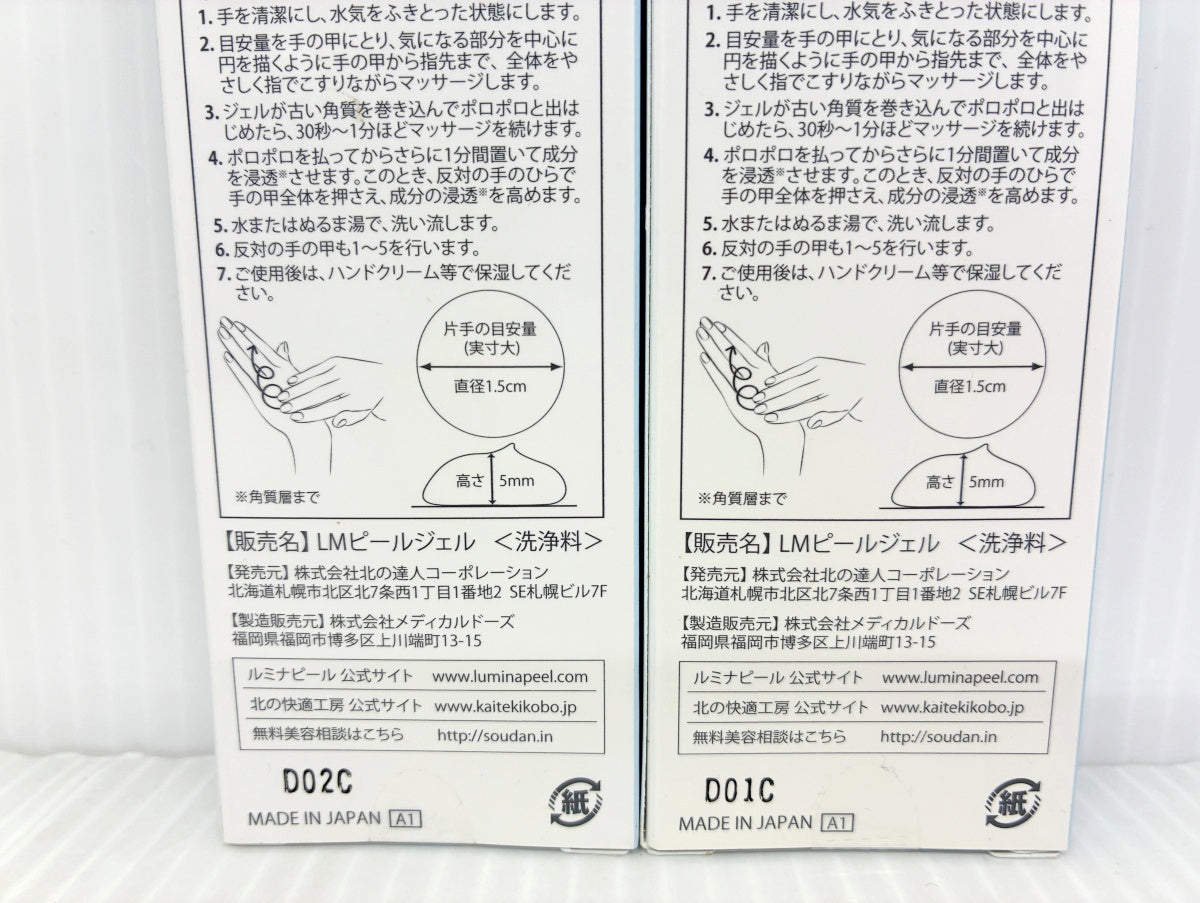 1. 手を清潔にし、水気をふきとった状態にします。
2. 目安量を手の甲にとり、気になる部分を中心に
円を描くように手の甲から指先まで、全体をや
さしく指でこすりながらマッサージします。
3. ジェルが古い角質を巻き込んでポロポロと出は
じめたら、30秒～1分ほどマッサージを続けます。
4. ポロポロを払ってからさらに1分間置いて成分
を浸透※させます。このとき、反対の手のひらで
手の甲全体を押さえ、成分の浸透※を高めます。
5. 水またはぬるま湯で、洗い流します。
6. 反対の手の甲も1～5を行います。
7. ご使用後は、ハンドクリーム等で保湿してくだ
さい。
片手の目安量
(実寸大)
直径1.5cm
高さ 5mm
※角質層まで
【販売名】LMピールジェル ＜洗浄料＞
【発売元】株式会社北の達人コーポレーション
北海道札幌市北区北7条西1丁目1番地2 SE札幌ビル7F
【製造販売元】株式会社メディカルドーズ
福岡県福岡市博多区上川端町13-15
ルミナピール 公式サイト www.luminapeel.com
北の快適工房 公式サイト www.kaitekikobo.jp
無料美容相談はこちら http://soudan.in
D02C
MADE IN JAPAN A1
紙
1. 手を清潔にし、水気をふきとった状態にします。
2. 目安量を手の甲にとり、気になる部分を中心に
円を描くように手の甲から指先まで、全体をや
さしく指でこすりながらマッサージします。
3. ジェルが古い角質を巻き込んでポロポロと出は
じめたら、30秒～1分ほどマッサージを続けます。
4. ポロポロを払ってからさらに1分間置いて成分
を浸透※させます。このとき、反対の手のひらで
手の甲全体を押さえ、成分の浸透※を高めます。
5. 水またはぬるま湯で、洗い流します。
6. 反対の手の甲も1～5を行います。
7. ご使用後は、ハンドクリーム等で保湿してくだ
さい。
片手の目安量
(実寸大)
直径1.5cm
高さ 5mm
※角質層まで
【販売名】LMピールジェル ＜洗浄料＞
【発売元】株式会社北の達人コーポレーション
北海道札幌市北区北7条西1丁目1番地2 SE札幌ビル7F
【製造販売元】株式会社メディカルドーズ
福岡県福岡市博多区上川端町13-15
ルミナピール 公式サイト www.luminapeel.com
北の快適工房 公式サイト www.kaitekikobo.jp
無料美容相談はこちら http://soudan.in
D01C
MADE IN JAPAN A1
紙